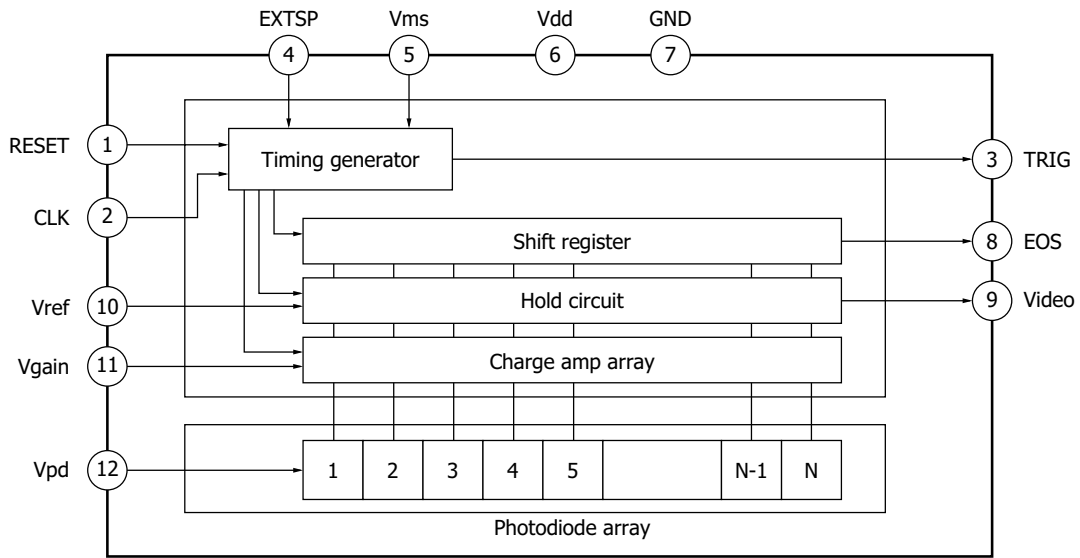 EXTSP Vms Vdd GND
4 5 6 7
RESET 1 Timing generator 3 TRIG
CLK 2
Shift register 8 EOS
Vref 10 Hold circuit 9 Video
Vgain 11 Charge amp array
Vpd 12 1 2 3 4 5 N-1 N
Photodiode array